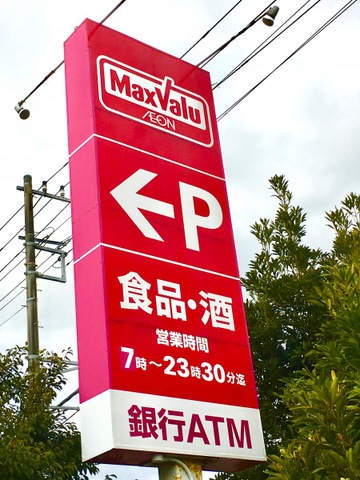 MaxValu
ÆON
←P
食品・酒
営業時間
7時～23時30分迄
銀行ATM